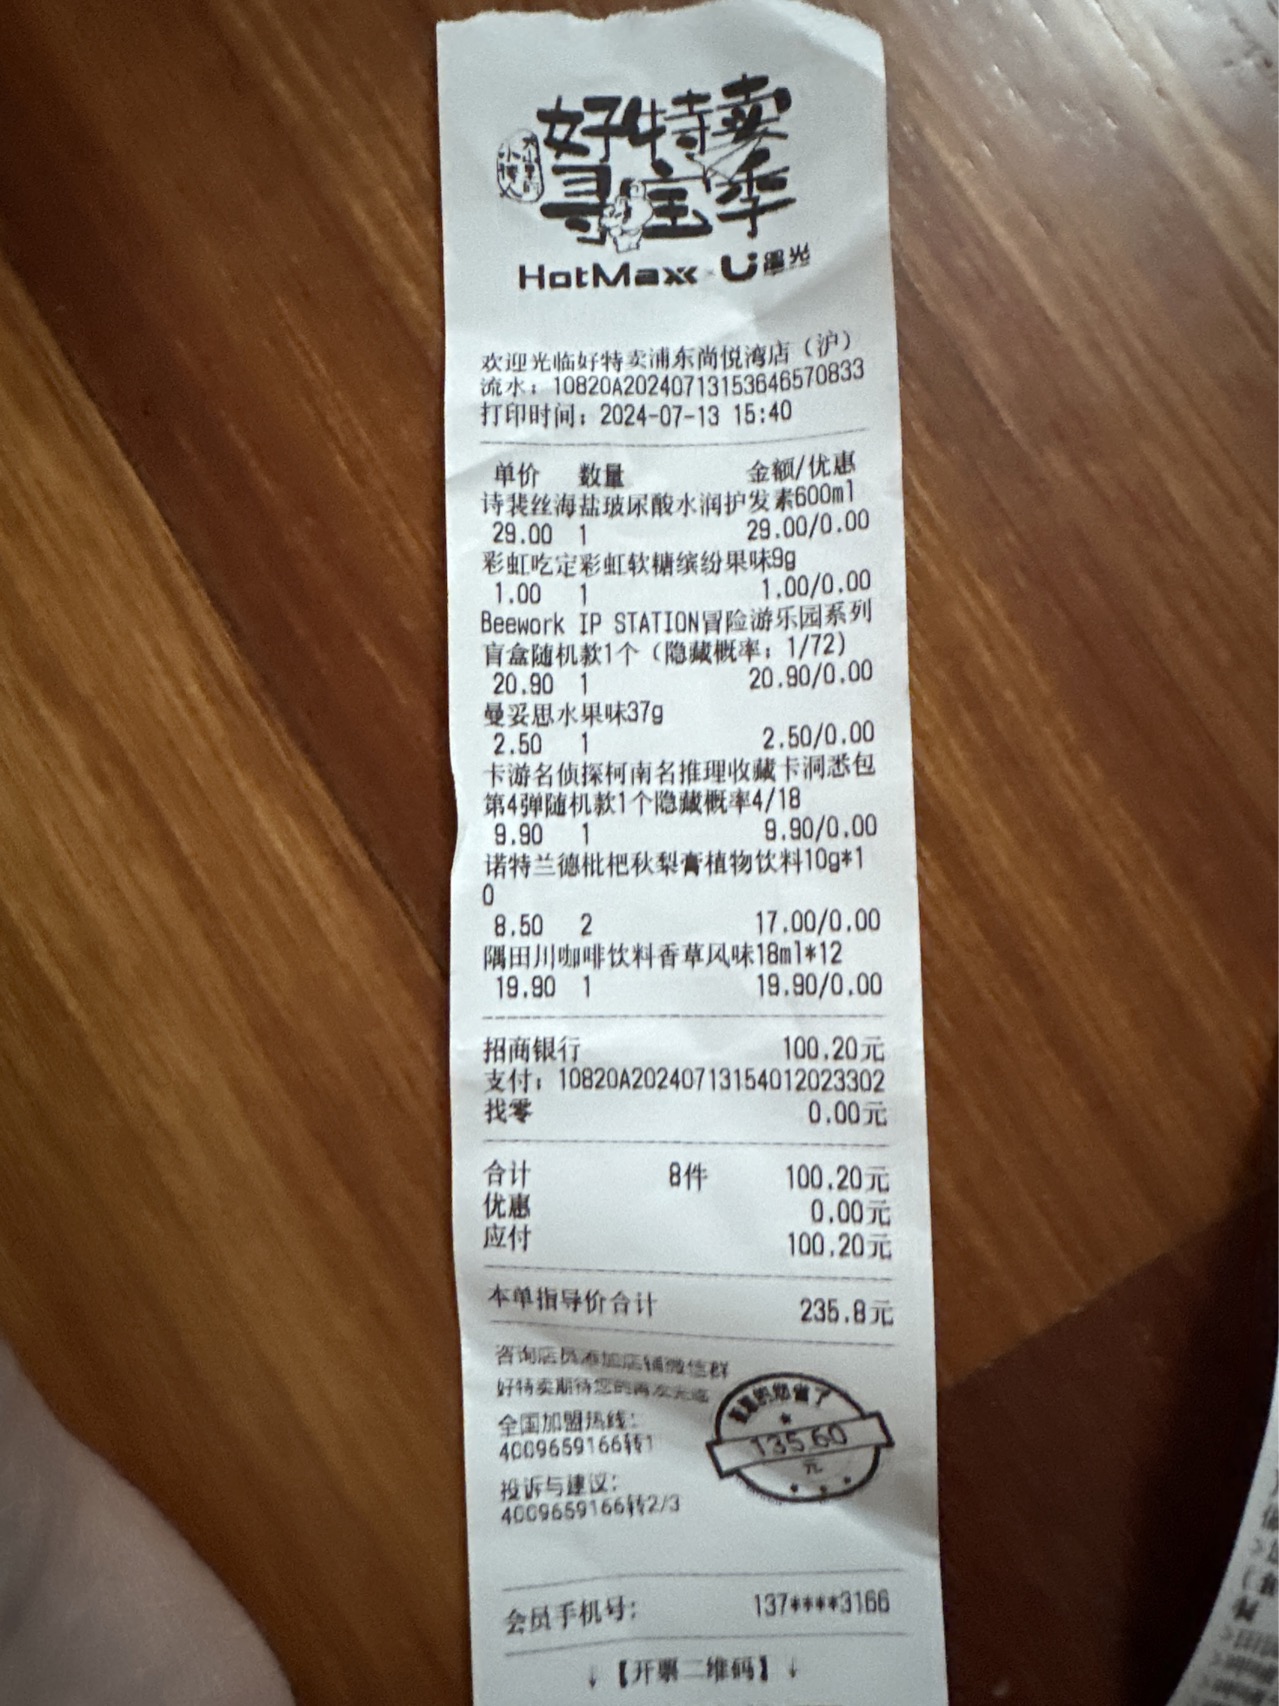 好特卖
寻宝季
HotMaxx U 墨光
欢迎光临好特卖浦东尚悦湾店（沪）
流水：10820A20240713153646570833
打印时间：2024-07-13 15:40
单价 数量 金额/优惠
诗裴丝海盐玻尿酸水润护发素600ml
29.00 1 29.00/0.00
彩虹吃定彩虹软糖缤纷果味9g
1.00 1 1.00/0.00
Beework IP STATION冒险游乐园系列
盲盒随机款1个（隐藏概率：1/72）
20.90 1 20.90/0.00
曼妥思水果味37g
2.50 1 2.50/0.00
卡游名侦探柯南名推理收藏卡洞悉包
第4弹随机款1个隐藏概率4/18
9.90 1 9.90/0.00
诺特兰德枇杷秋梨膏植物饮料10g*1
0
8.50 2 17.00/0.00
隅田川咖啡饮料香草风味18ml*12
19.90 1 19.90/0.00
招商银行 100.20元
支付：10820A20240713154012023302
找零 0.00元
合计 8件 100.20元
优惠 0.00元
应付 100.20元
本单指导价合计 235.8元
咨询店员添加店铺微信群
好特卖期待您的再次光临
全国加盟热线：
4009659166转1
投诉与建议：
4009659166转2/3
省了
135.60
元
会员手机号： 137****3166
↓【开票二维码】↓